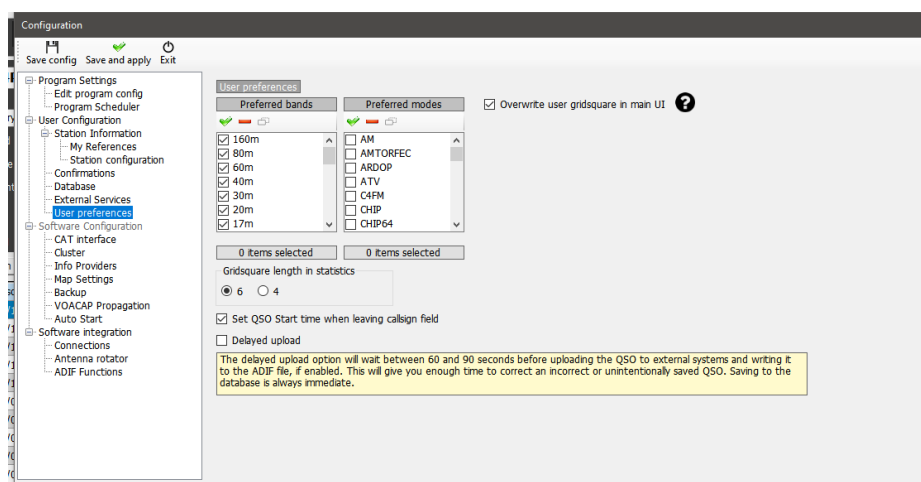 Configuration
Save config Save and apply Exit
Program Settings
Edit program config
Program Scheduler
User Configuration
Station Information
My References
Station configuration
Confirmations
Database
External Services
User preferences
Software Configuration
CAT interface
Cluster
Info Providers
Map Settings
Backup
VOACAP Propagation
Auto Start
Software integration
Connections
Antenna rotator
ADIF Functions
User preferences
Preferred bands
160m
80m
60m
40m
30m
20m
17m
0 items selected
Preferred modes
AM
AMTORFEC
ARDOP
ATV
C4FM
CHIP
CHIP64
0 items selected
Overwrite user gridsquare in main UI ?
Gridsquare length in statistics
6 4
Set QSO Start time when leaving callsign field
Delayed upload
The delayed upload option will wait between 60 and 90 seconds before uploading the QSO to external systems and writing it
to the ADIF file, if enabled. This will give you enough time to correct an incorrect or unintentionally saved QSO. Saving to the
database is always immediate.